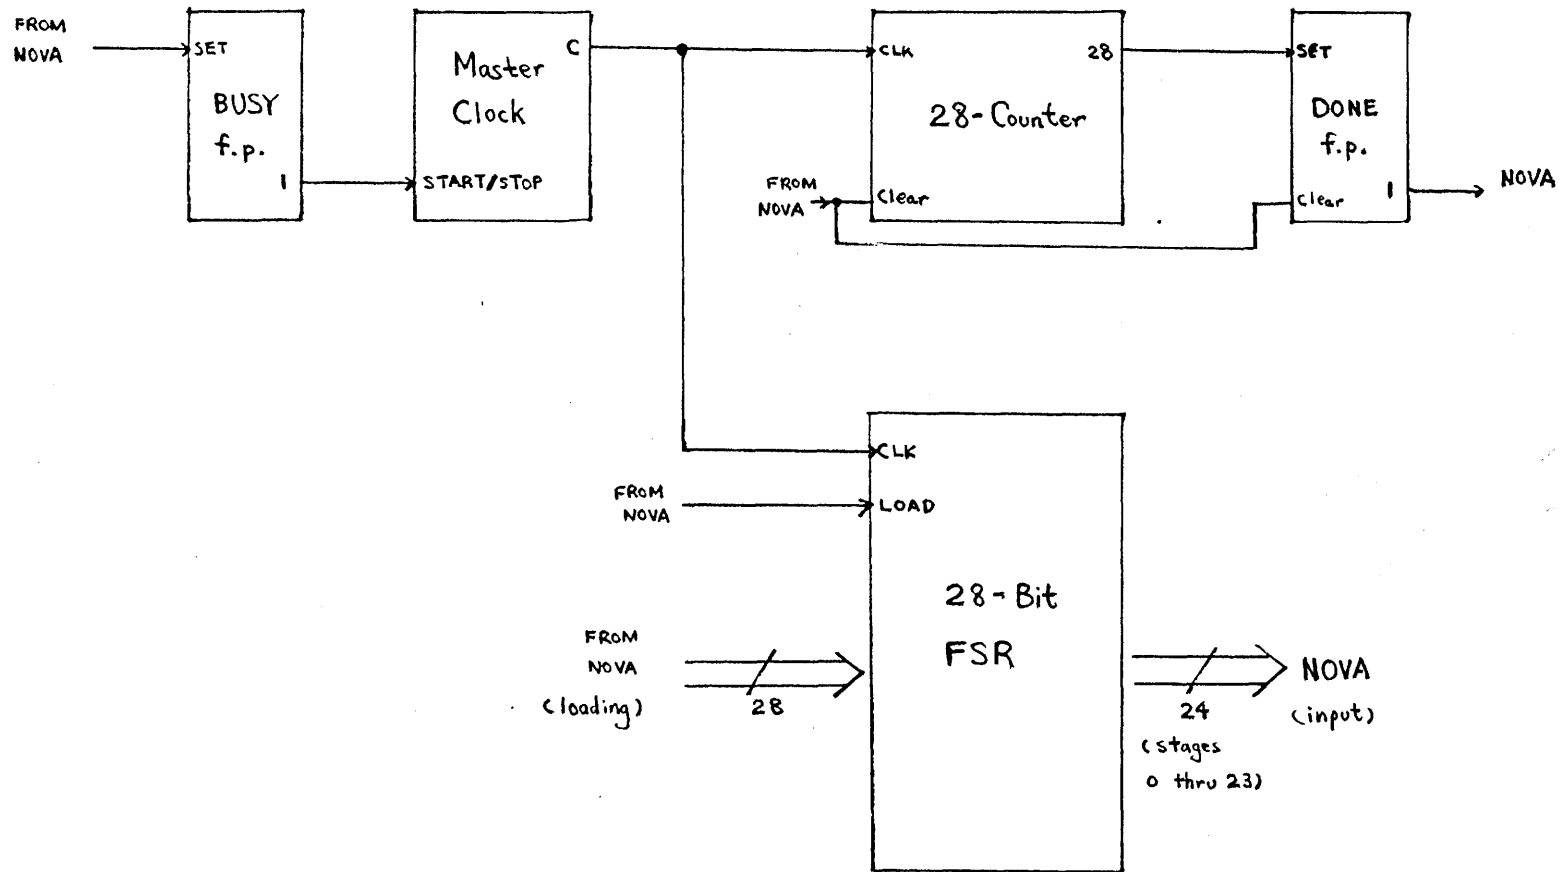 FROM
NOVA
SET
BUSY
f.p.
1
Master
Clock
C
START/STOP
CLK
28
28-Counter
FROM
NOVA
Clear
SET
DONE
f.p.
Clear
1
NOVA
CLK
FROM
NOVA
LOAD
28-Bit
FSR
FROM
NOVA
(loading)
28
24
(stages
0 thru 23)
NOVA
(input)